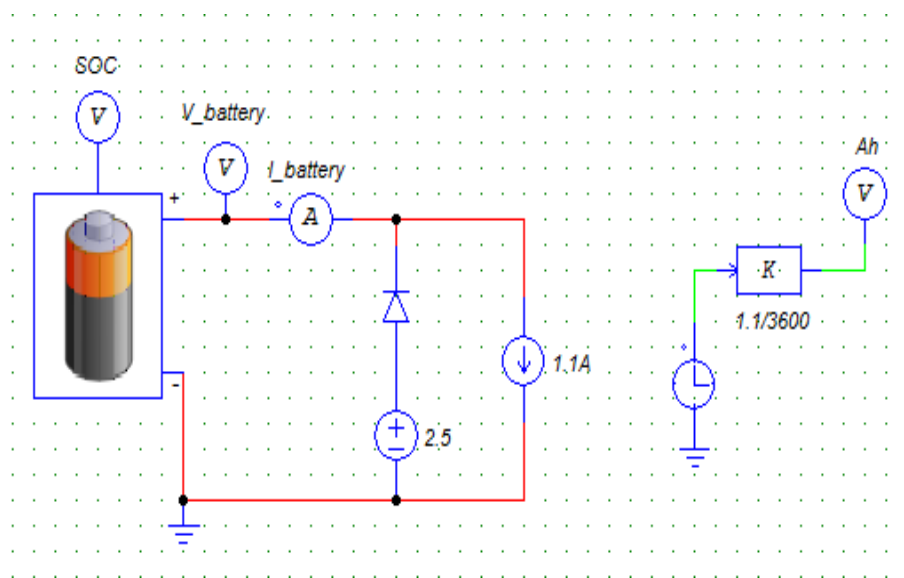 SOC
V
V_battery
V
I_battery
A
+
-
1.1A
+
−
2.5
Ah
V
K
1.1/3600